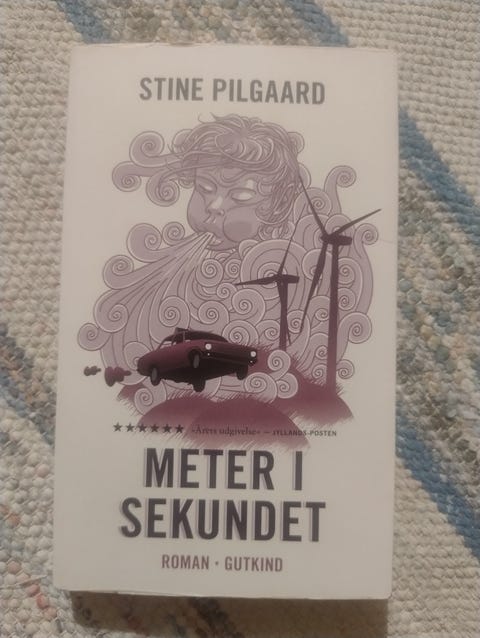 STINE PILGAARD
★★★★★★ »Årets udgivelse« — JYLLANDS-POSTEN
METER I
SEKUNDET
ROMAN · GUTKIND